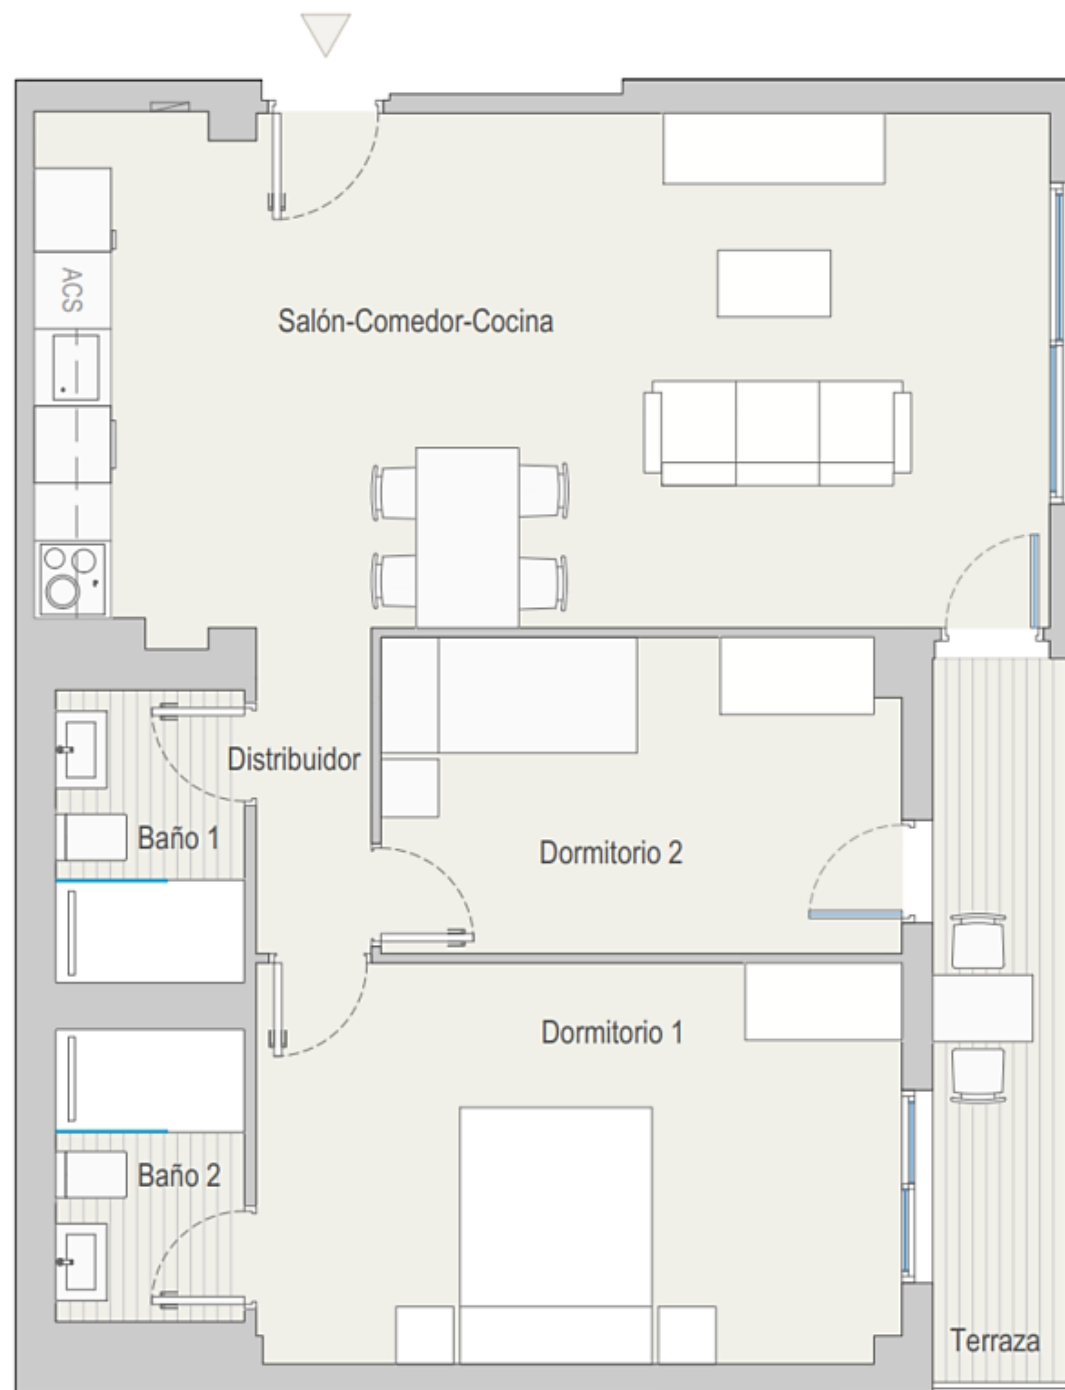 ACS
Salón-Comedor-Cocina
Distribuidor
Baño 1
Dormitorio 2
Dormitorio 1
Baño 2
Terraza